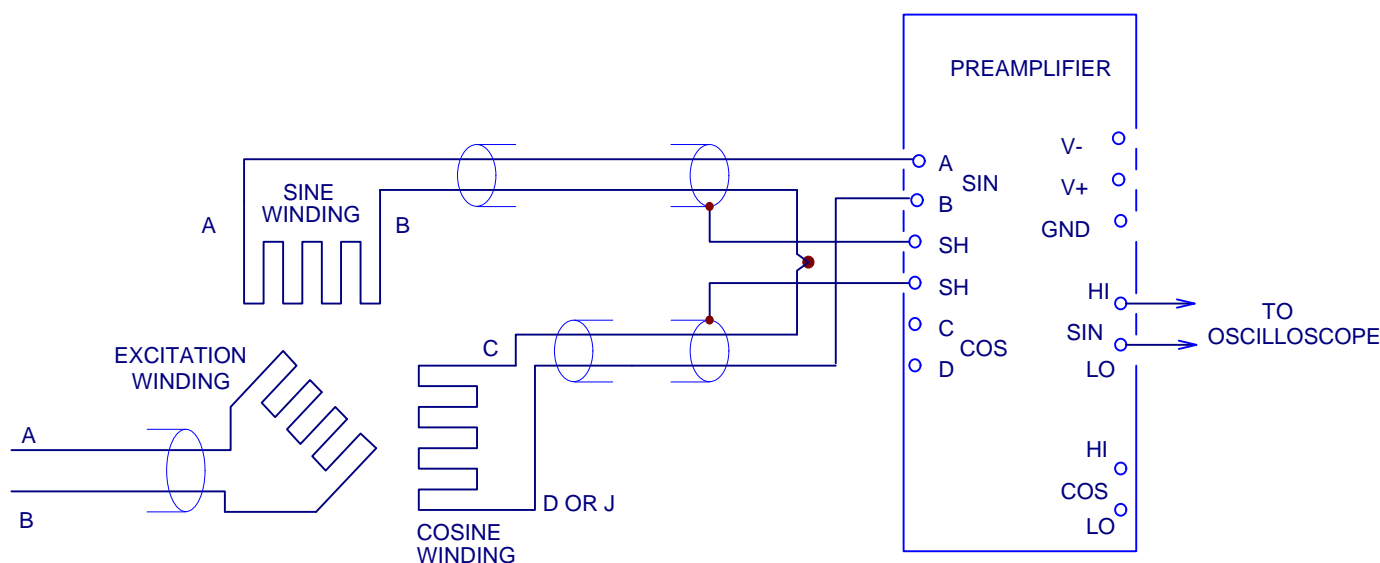 PREAMPLIFIER
V-
V+
GND
A
SIN
B
SH
SH
C
COS
D
HI
SIN
LO
TO
OSCILLOSCOPE
HI
COS
LO
SINE
WINDING
A
B
EXCITATION
WINDING
A
B
C
D OR J
COSINE
WINDING